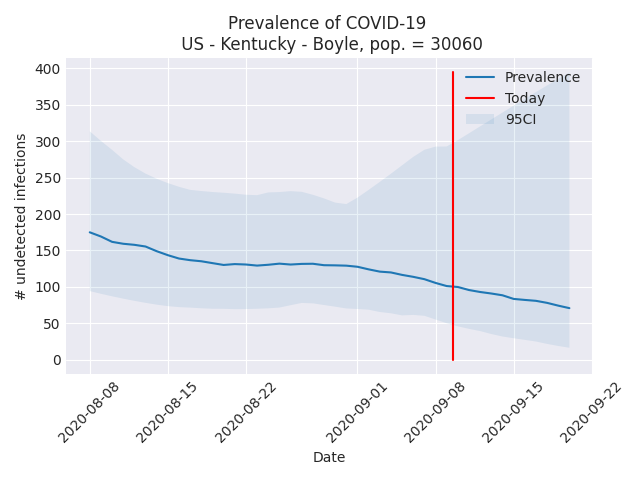 Prevalence of COVID-19
US - Kentucky - Boyle, pop. = 30060
400
350
300
250
200
150
100
50
0
# undetected infections
Prevalence
Today
95CI
2020-08-08
2020-08-15
2020-08-22
2020-09-01
2020-09-08
2020-09-15
2020-09-22
Date